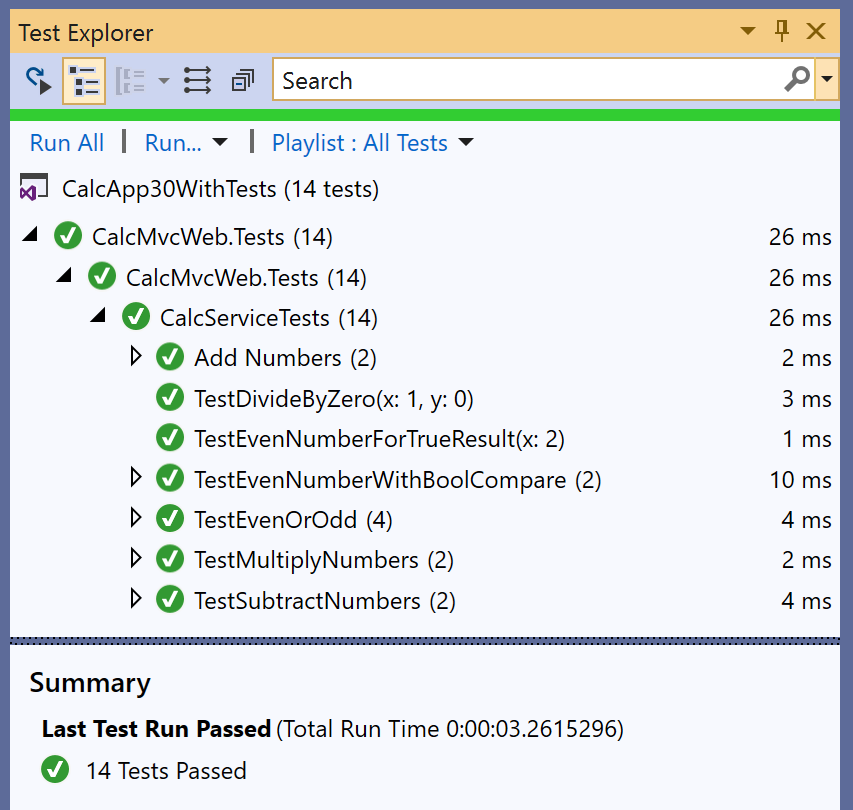 Test Explorer
Search
Run All | Run... | Playlist : All Tests
CalcApp30WithTests (14 tests)
CalcMvcWeb.Tests (14) 26 ms
CalcMvcWeb.Tests (14) 26 ms
CalcServiceTests (14) 26 ms
Add Numbers (2) 2 ms
TestDivideByZero(x: 1, y: 0) 3 ms
TestEvenNumberForTrueResult(x: 2) 1 ms
TestEvenNumberWithBoolCompare (2) 10 ms
TestEvenOrOdd (4) 4 ms
TestMultiplyNumbers (2) 2 ms
TestSubtractNumbers (2) 4 ms
Summary
Last Test Run Passed (Total Run Time 0:00:03.2615296)
14 Tests Passed